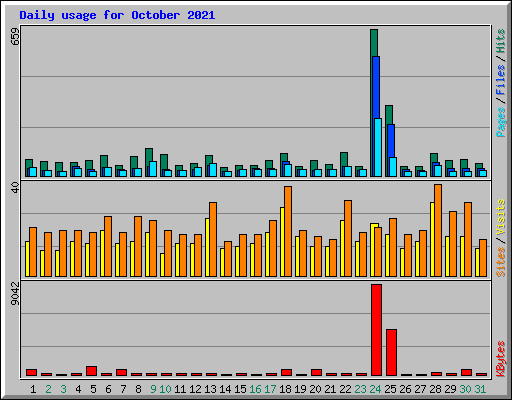 Daily usage for October 2021
659
Pages / Files / Hits
40
Sites / Visits
9042
KBytes
1 2 3 4 5 6 7 8 9 10 11 12 13 14 15 16 17 18 19 20 21 22 23 24 25 26 27 28 29 30 31